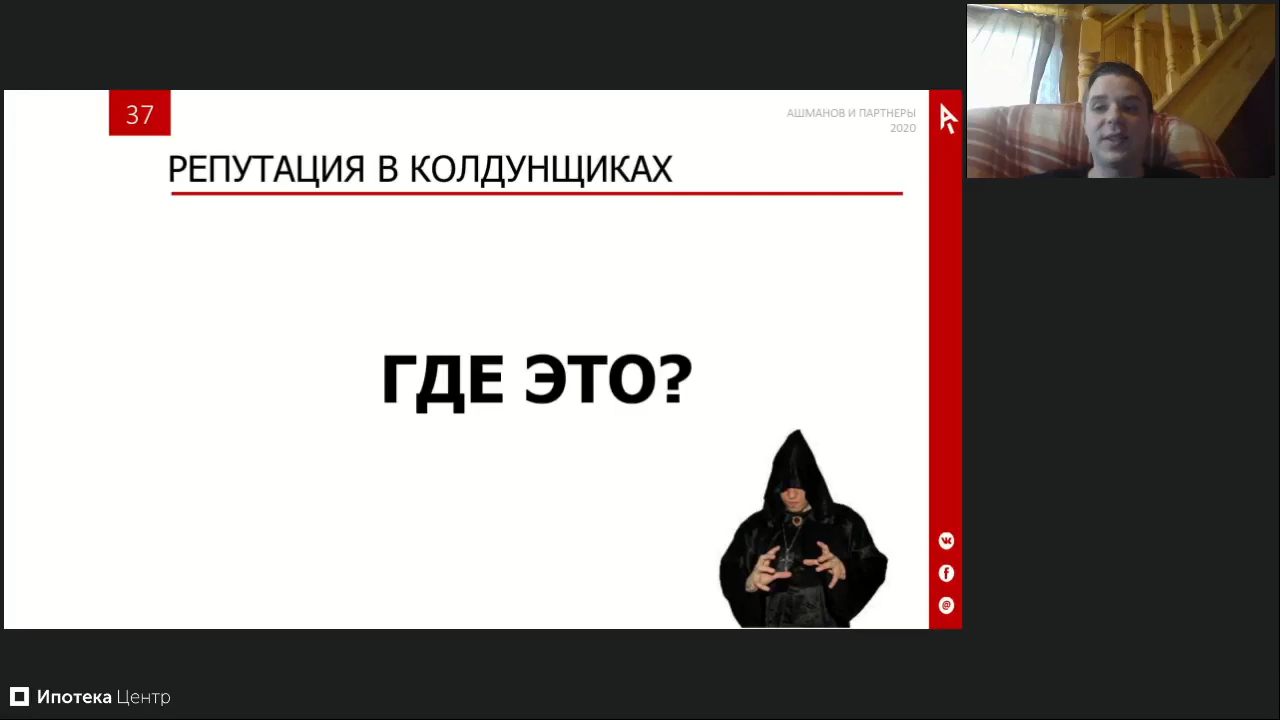 37
АШМАНОВ И ПАРТНЕРЫ
2020
РЕПУТАЦИЯ В КОЛДУНЩИКАХ
ГДЕ ЭТО?
Ипотека Центр